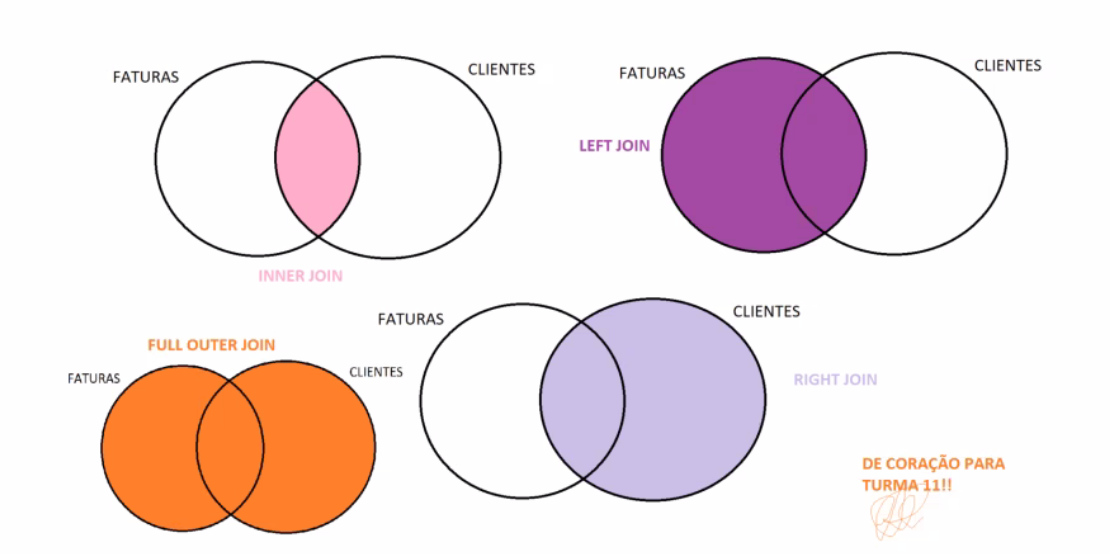 FATURAS
CLIENTES
INNER JOIN
FATURAS
CLIENTES
LEFT JOIN
FULL OUTER JOIN
FATURAS
CLIENTES
FATURAS
CLIENTES
RIGHT JOIN
DE CORAÇÃO PARA
TURMA 11!!